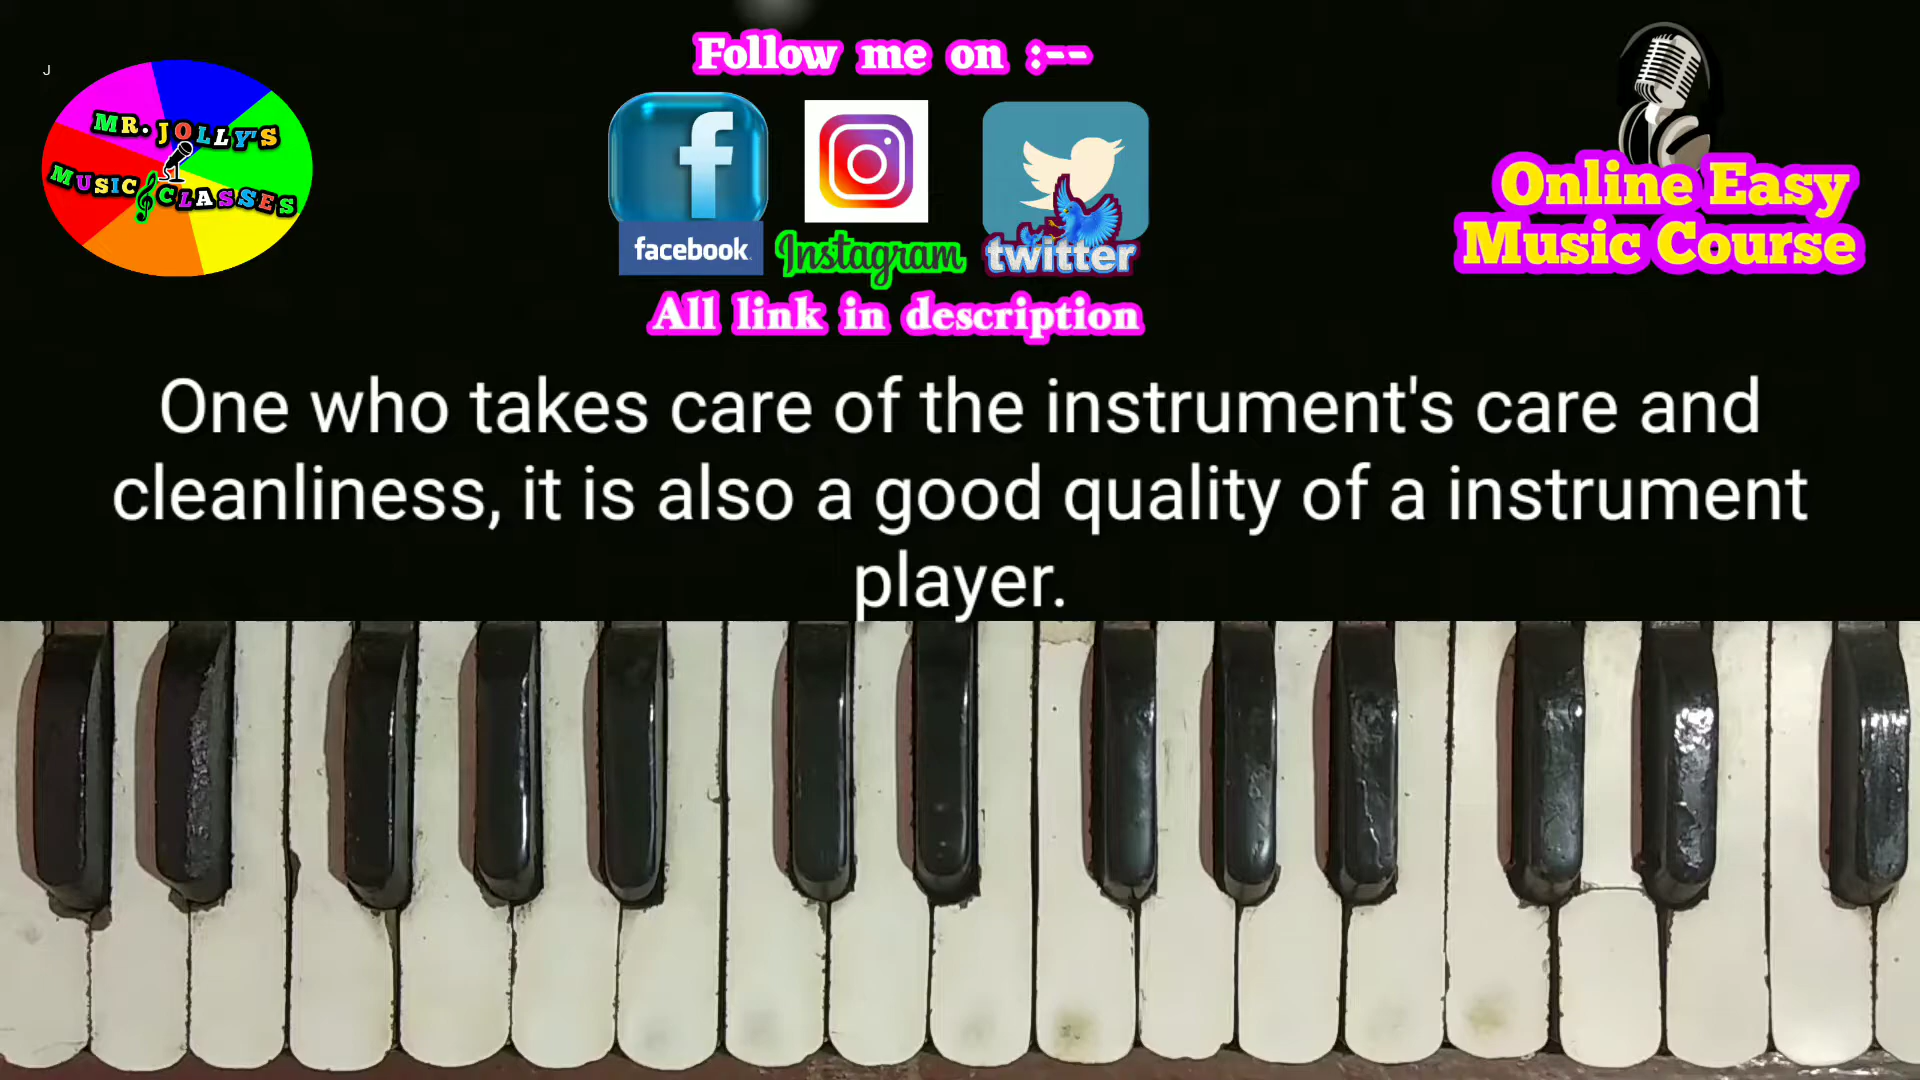 Follow me on :--
J
MR. JOLLY'S
MUSIC CLASSES
f
facebook
Instagram
twitter
All link in description
Online Easy
Music Course
One who takes care of the instrument's care and
cleanliness, it is also a good quality of a instrument
player.